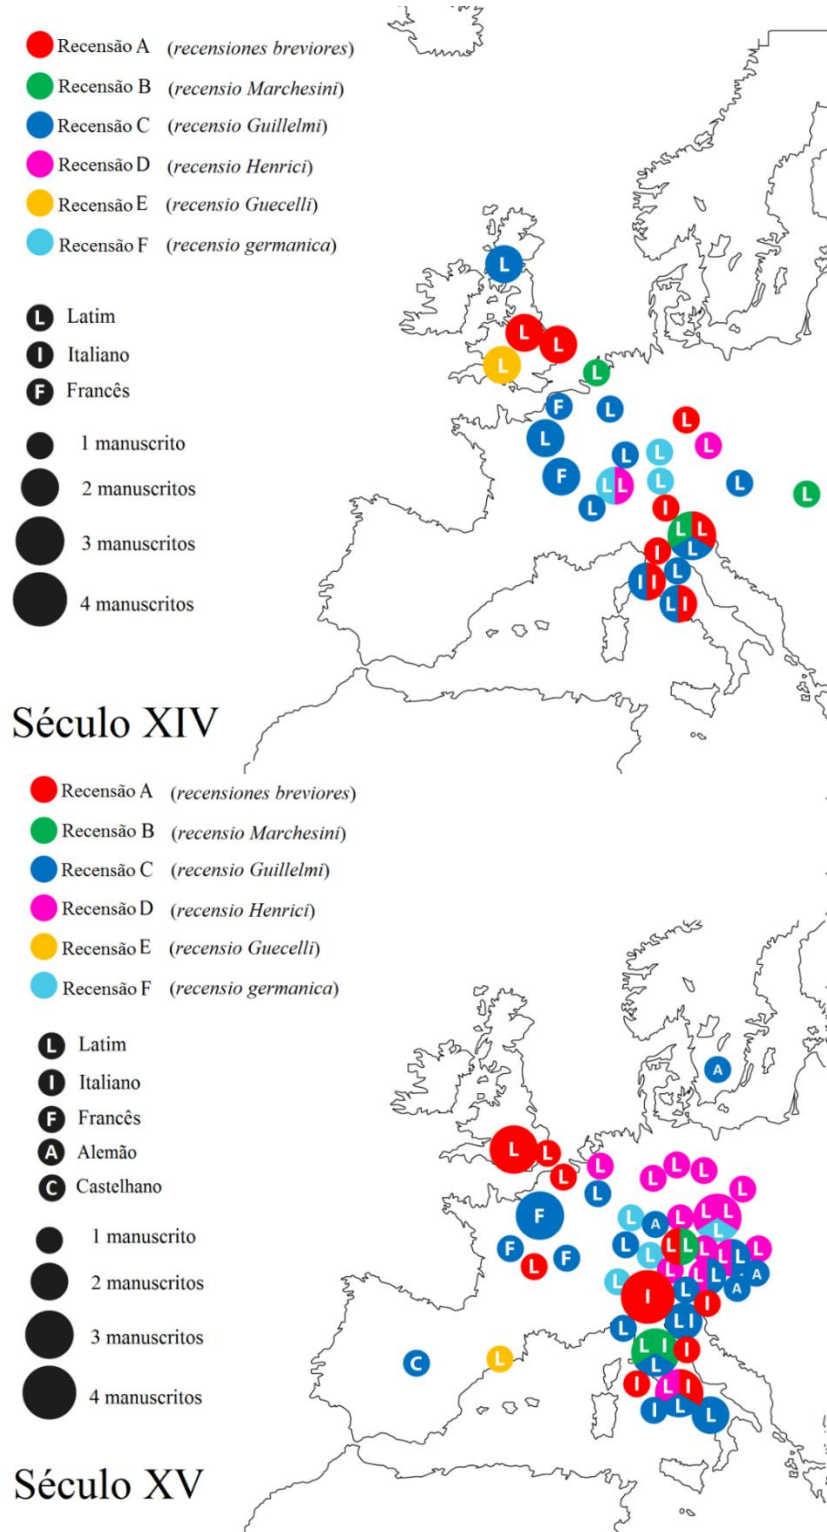 Recensão A (recensiones breviores)
Recensão B (recensio Marchesini)
Recensão C (recensio Guillelmi)
Recensão D (recensio Henrici)
Recensão E (recensio Guecelli)
Recensão F (recensio germanica)
L Latim
I Italiano
F Francês
1 manuscrito
2 manuscritos
3 manuscritos
4 manuscritos
L
L
L
L
L
F
L
L
L
L
L
L
F
L
L
L
L
L
L
L
I
L
L
L
I
L
I
I
L
I
Século XIV
Recensão A (recensiones breviores)
Recensão B (recensio Marchesini)
Recensão C (recensio Guillelmi)
Recensão D (recensio Henrici)
Recensão E (recensio Guecelli)
Recensão F (recensio germanica)
L Latim
I Italiano
F Francês
A Alemão
C Castelhano
1 manuscrito
2 manuscritos
3 manuscritos
4 manuscritos
A
L
L
L
L
L
L
L
L
L
L
F
L
A
L
L
L
L
F
F
L
L
L
L
L
L
L
L
L
L
L
L
L
A
A
L
I
L
I
L
L
I
C
L
L
I
L
I
I
L
I
L
I
L
Século XV